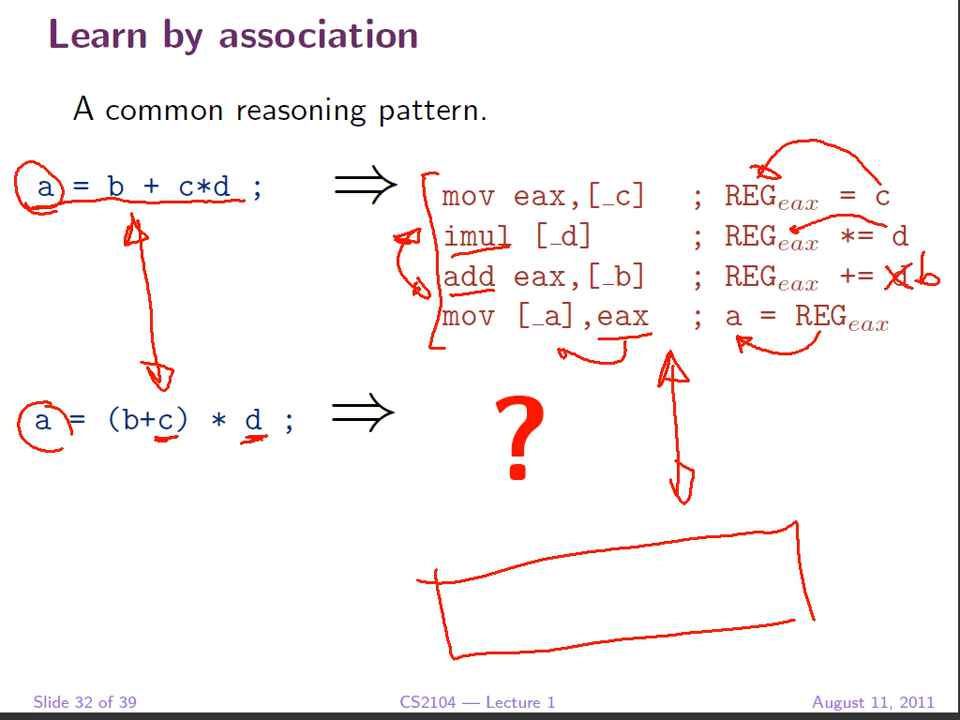 Learn by association
A common reasoning pattern.
a = b + c*d ; ⇒
mov eax,[_c] ; REGeax = c
imul [_d] ; REGeax *= d
add eax,[_b] ; REGeax += d b
mov [_a],eax ; a = REGeax
a = (b+c) * d ; ⇒ ?
Slide 32 of 39 CS2104 — Lecture 1 August 11, 2011